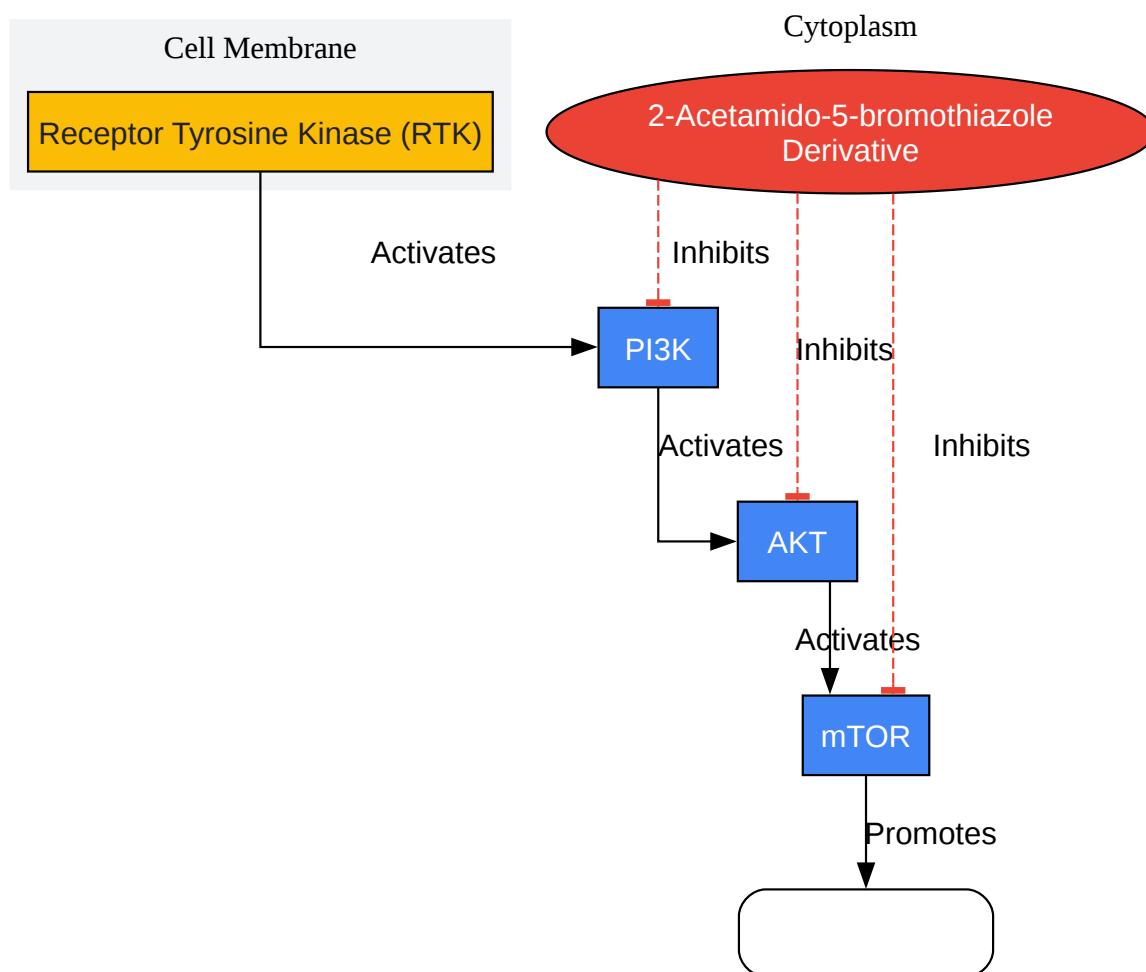 Cell Membrane
Cytoplasm
Receptor Tyrosine Kinase (RTK)
2-Acetamido-5-bromothiazole
Derivative
Activates
Inhibits
PI3K
Inhibits
Activates
Inhibits
AKT
Activates
mTOR
Promotes